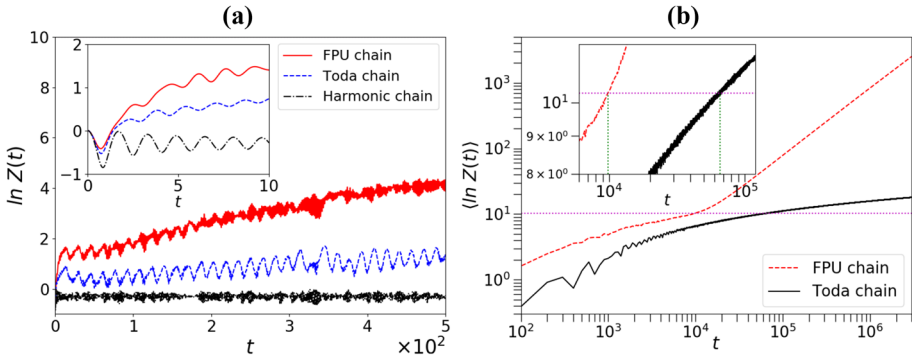 (a)
10
8
6
4
2
0
ln Z(t)
2
1
0
−1
0
5
10
t
FPU chain
Toda chain
Harmonic chain
0
1
2
3
4
5
t
×10²
(b)
10³
10²
10¹
10⁰
⟨ln Z(t)⟩
10¹
9×10⁰
8×10⁰
10⁴
t
10⁵
FPU chain
Toda chain
10²
10³
10⁴
10⁵
10⁶
t